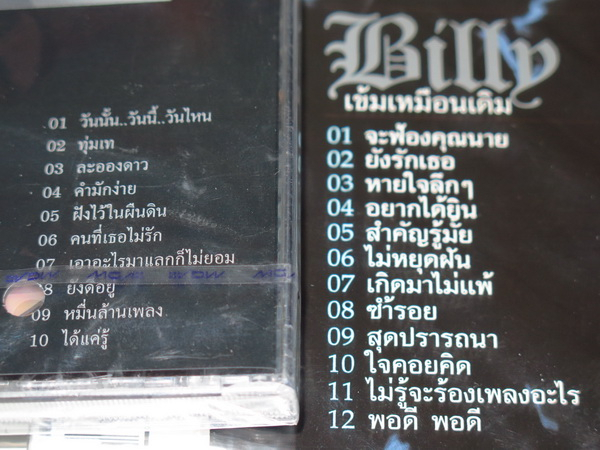 01 วันนั้น..วันนี้..วันไหน
02 ทุ่มเท
03 ละอองดาว
04 คำมักง่าย
05 ฝังไว้ในผืนดิน
06 คนที่เธอไม่รัก
07 เอาอะไรมาแลกก็ไม่ยอม
08 ยังดีอยู่
09 หมื่นล้านเพลง
10 ได้แค่รู้
Billy
เข้มเหมือนเดิม
01 จะฟ้องคุณนาย
02 ยังรักเธอ
03 หายใจลึกๆ
04 อยากได้ยิน
05 สำคัญรู้มั้ย
06 ไม่หยุดฝัน
07 เกิดมาไม่แพ้
08 ช้ำรอย
09 สุดปรารถนา
10 ใจคอยคิด
11 ไม่รู้จะร้องเพลงอะไร
12 พอดี พอดี